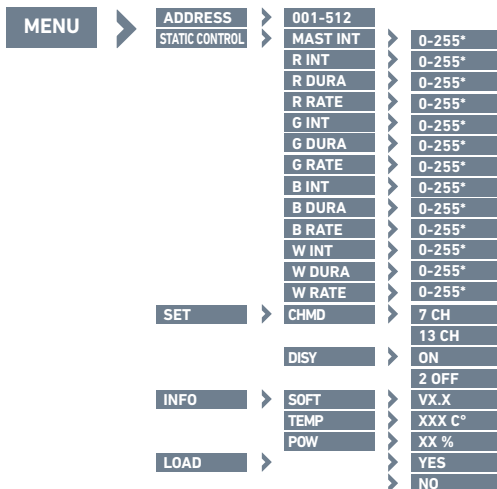 MENU
ADDRESS 001-512
STATIC CONTROL MAST INT 0-255*
R INT 0-255*
R DURA 0-255*
R RATE 0-255*
G INT 0-255*
G DURA 0-255*
G RATE 0-255*
B INT 0-255*
B DURA 0-255*
B RATE 0-255*
W INT 0-255*
W DURA 0-255*
W RATE 0-255*
SET CHMD 7 CH
13 CH
DISY ON
2 OFF
INFO SOFT VX.X
TEMP XXX C°
POW XX %
LOAD YES
NO